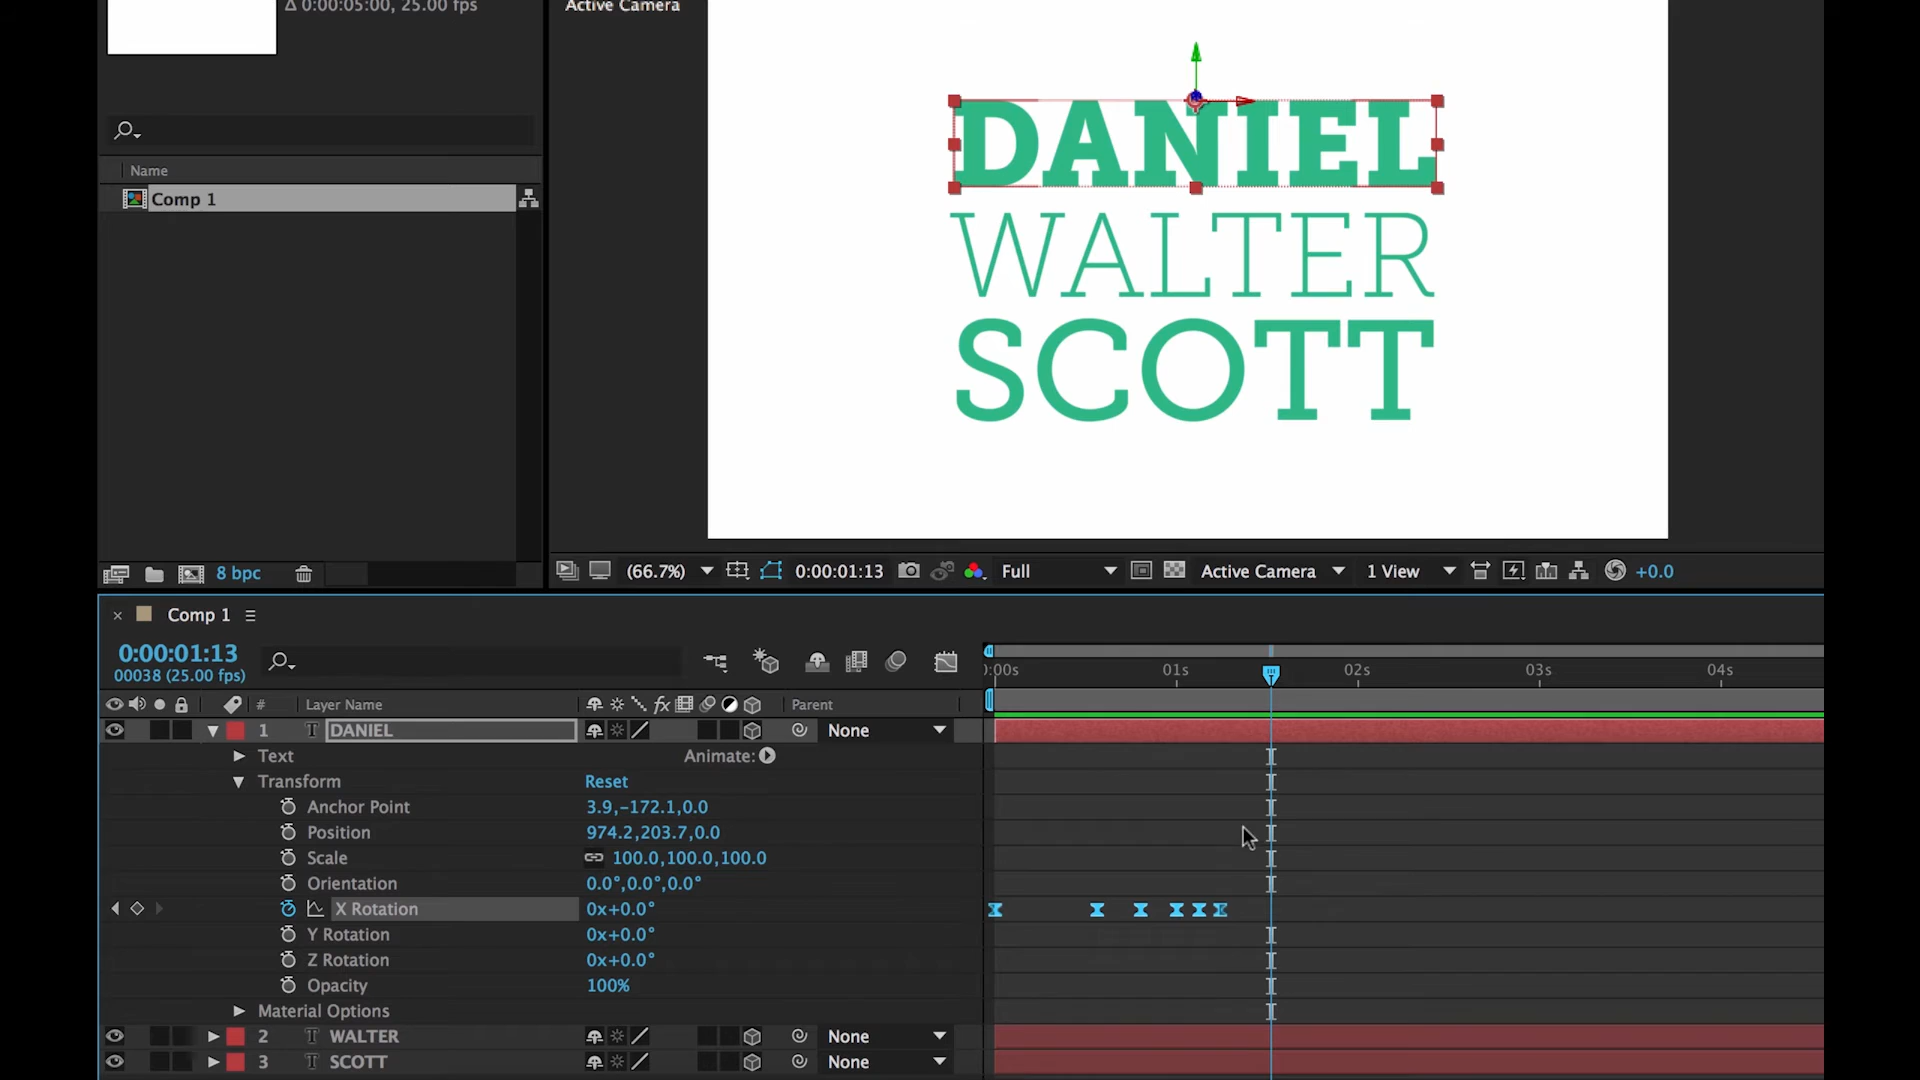 Δ 0:00:05:00, 25.00 fps
Active Camera
DANIEL
WALTER
SCOTT
Name
Comp 1
8 bpc
(66.7%)
0:00:01:13
Full
Active Camera
1 View
+0.0
× Comp 1
0:00:01:13
00038 (25.00 fps)
:00s
01s
02s
03s
04s
# Layer Name
fx
Parent
1 T DANIEL
None
Text
Animate:
Transform
Reset
Anchor Point
3.9,-172.1,0.0
Position
974.2,203.7,0.0
Scale
100.0,100.0,100.0
Orientation
0.0°,0.0°,0.0°
X Rotation
0x+0.0°
Y Rotation
0x+0.0°
Z Rotation
0x+0.0°
Opacity
100%
Material Options
2 T WALTER
None
3 T SCOTT
None